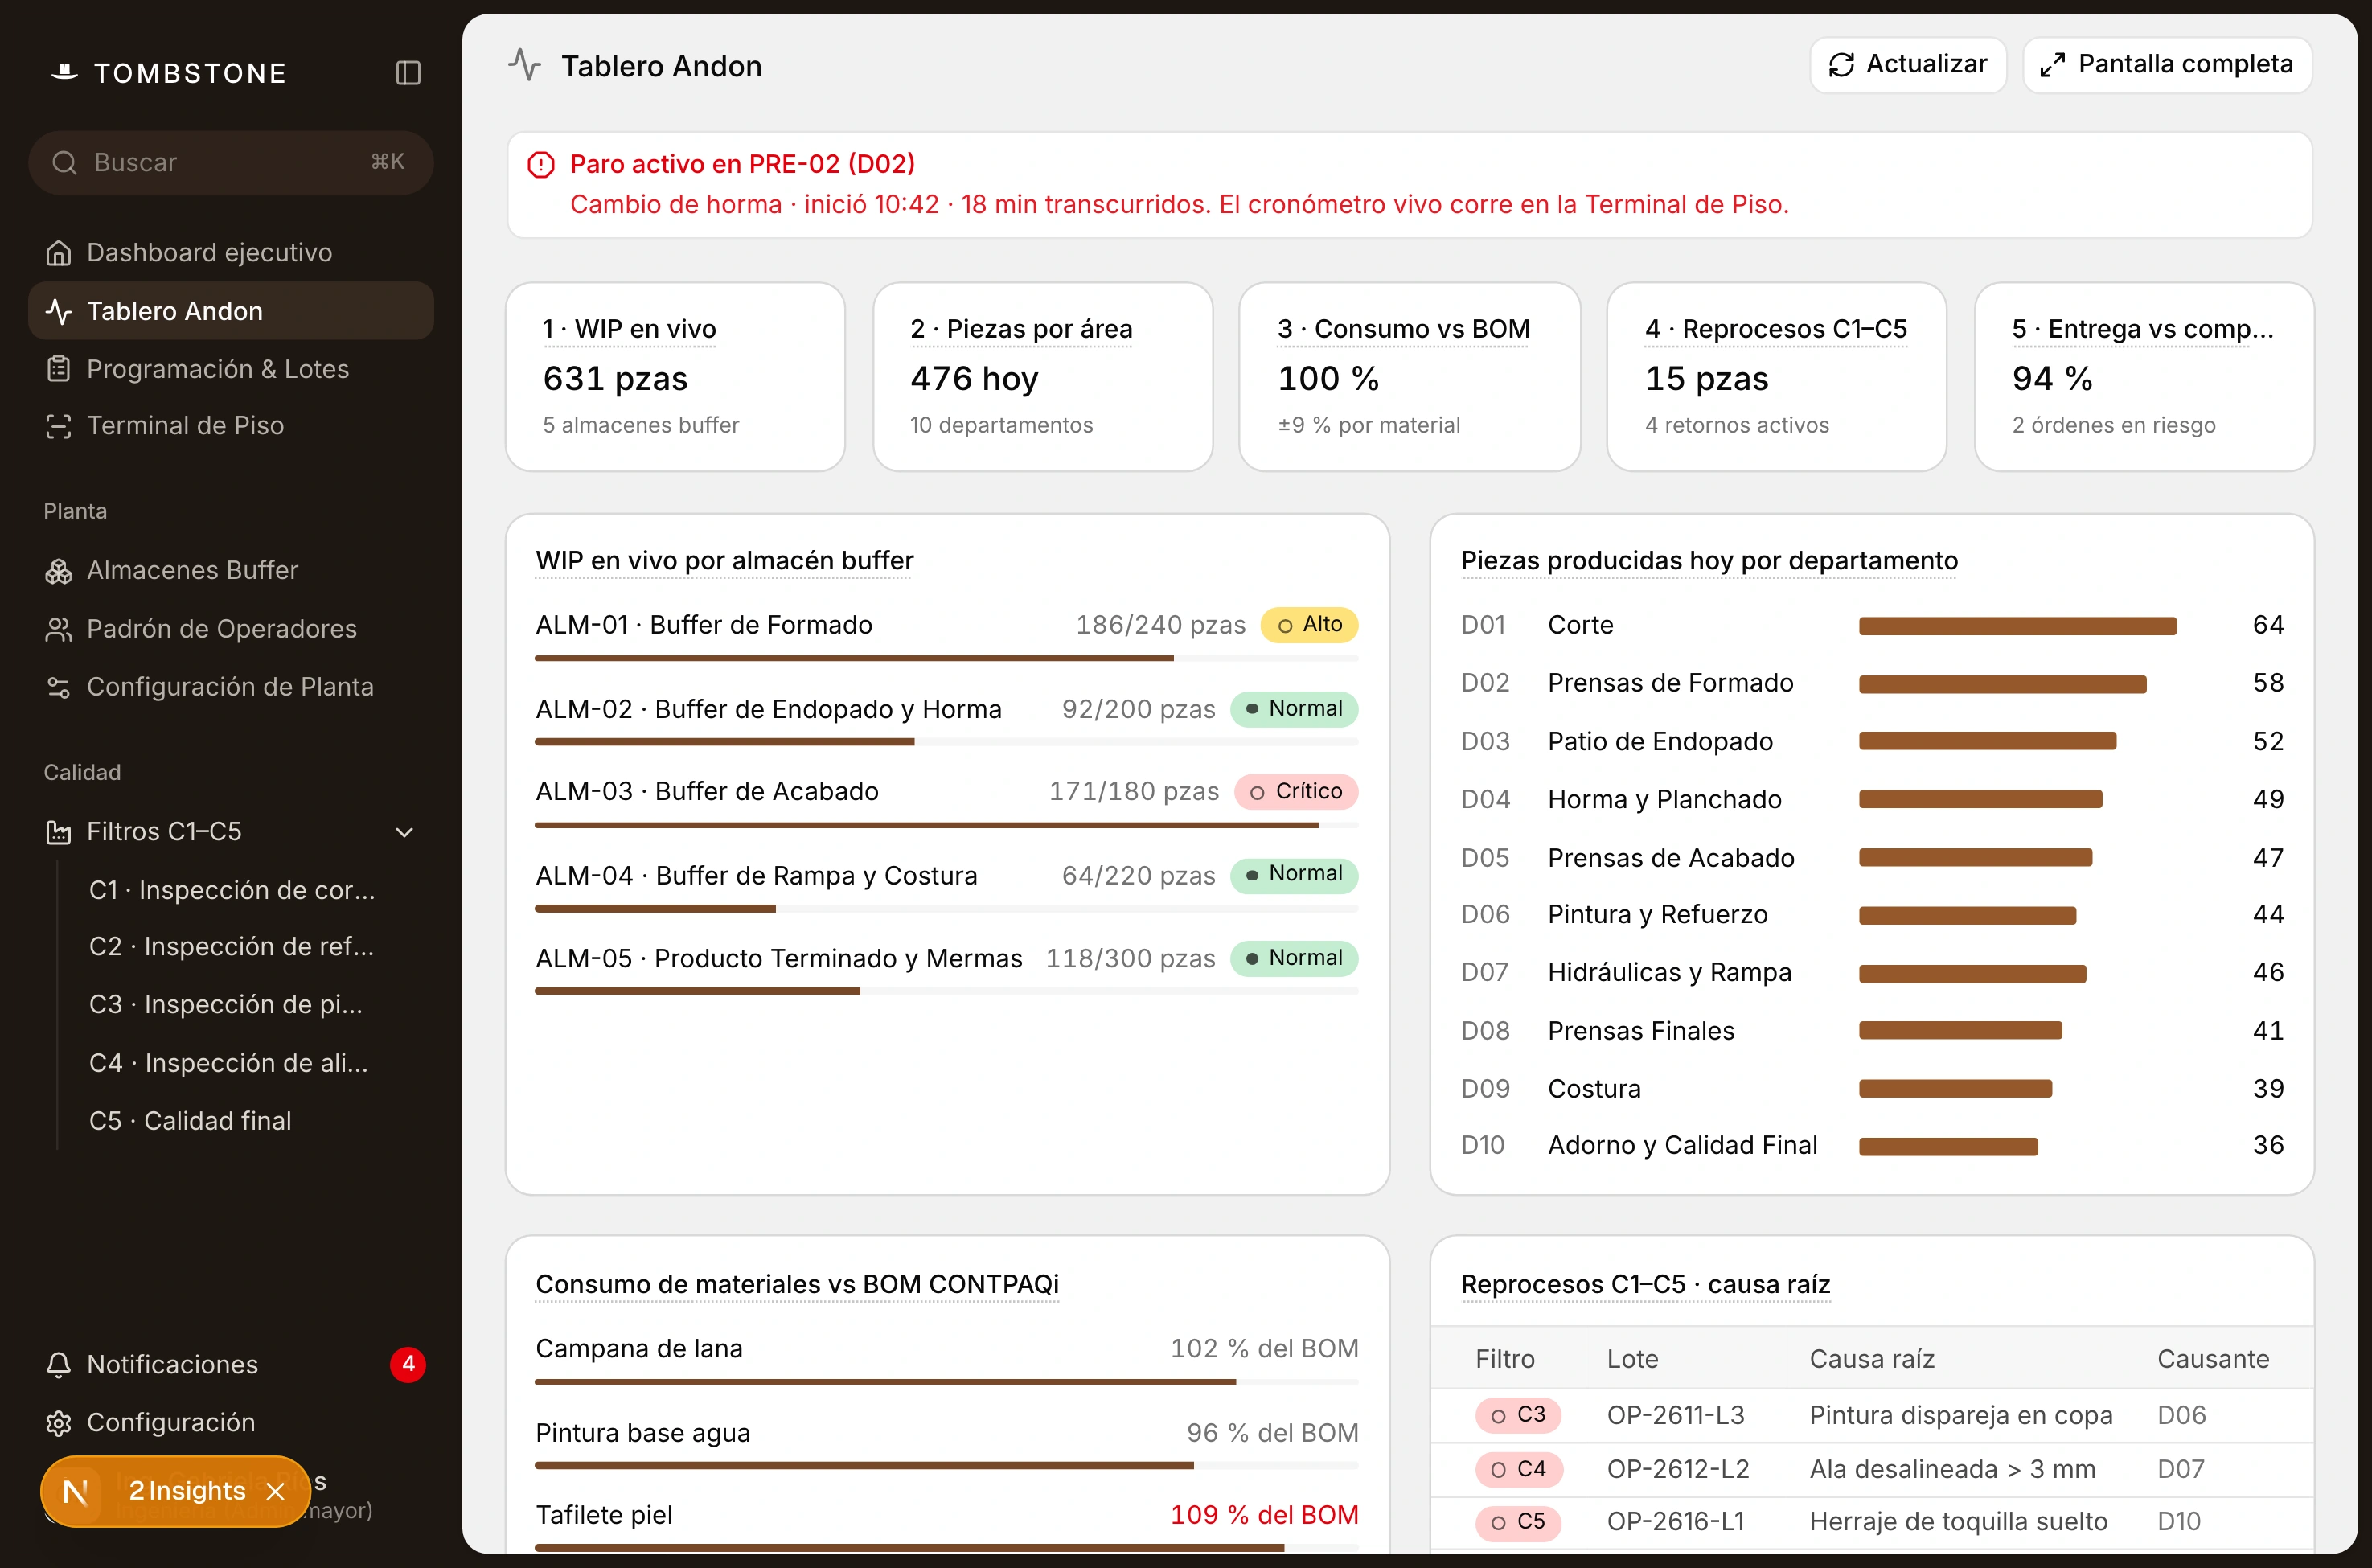 TOMBSTONE
Buscar ⌘K
Dashboard ejecutivo
Tablero Andon
Programación & Lotes
Terminal de Piso
Planta
Almacenes Buffer
Padrón de Operadores
Configuración de Planta
Calidad
Filtros C1–C5
C1 · Inspección de cor...
C2 · Inspección de ref...
C3 · Inspección de pi...
C4 · Inspección de ali...
C5 · Calidad final
Notificaciones 4
Configuración
N 2 Insights
mayor)
Tablero Andon
Actualizar
Pantalla completa
Paro activo en PRE-02 (D02)
Cambio de horma · inició 10:42 · 18 min transcurridos. El cronómetro vivo corre en la Terminal de Piso.
1 · WIP en vivo
631 pzas
5 almacenes buffer
2 · Piezas por área
476 hoy
10 departamentos
3 · Consumo vs BOM
100 %
±9 % por material
4 · Reprocesos C1–C5
15 pzas
4 retornos activos
5 · Entrega vs comp...
94 %
2 órdenes en riesgo
WIP en vivo por almacén buffer
ALM-01 · Buffer de Formado 186/240 pzas Alto
ALM-02 · Buffer de Endopado y Horma 92/200 pzas Normal
ALM-03 · Buffer de Acabado 171/180 pzas Crítico
ALM-04 · Buffer de Rampa y Costura 64/220 pzas Normal
ALM-05 · Producto Terminado y Mermas 118/300 pzas Normal
Piezas producidas hoy por departamento
D01 Corte 64
D02 Prensas de Formado 58
D03 Patio de Endopado 52
D04 Horma y Planchado 49
D05 Prensas de Acabado 47
D06 Pintura y Refuerzo 44
D07 Hidráulicas y Rampa 46
D08 Prensas Finales 41
D09 Costura 39
D10 Adorno y Calidad Final 36
Consumo de materiales vs BOM CONTPAQi
Campana de lana 102 % del BOM
Pintura base agua 96 % del BOM
Tafilete piel 109 % del BOM
Reprocesos C1–C5 · causa raíz
Filtro Lote Causa raíz Causante
C3 OP-2611-L3 Pintura dispareja en copa D06
C4 OP-2612-L2 Ala desalineada > 3 mm D07
C5 OP-2616-L1 Herraje de toquilla suelto D10